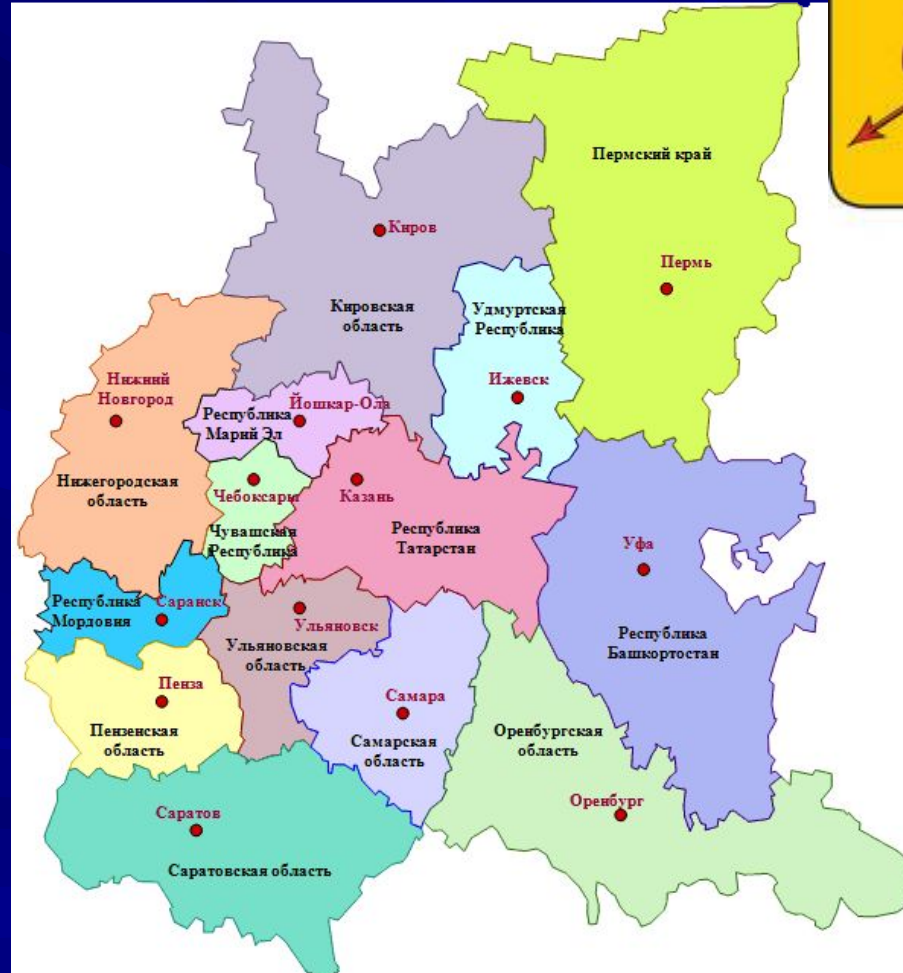 Пермский край
Киров
Пермь
Кировская
область
Удмуртская
Республика
Нижний
Новгород
Ижевск
Йошкар-Ола
Республика
Марий Эл
Нижегородская
область
Чебоксары
Казань
Чувашская
Республика
Республика
Татарстан
Уфа
Республика
Мордовия
Саранск
Ульяновск
Ульяновская
область
Республика
Башкортостан
Пенза
Самара
Пензенская
область
Самарская
область
Оренбургская
область
Оренбург
Саратов
Саратовская область